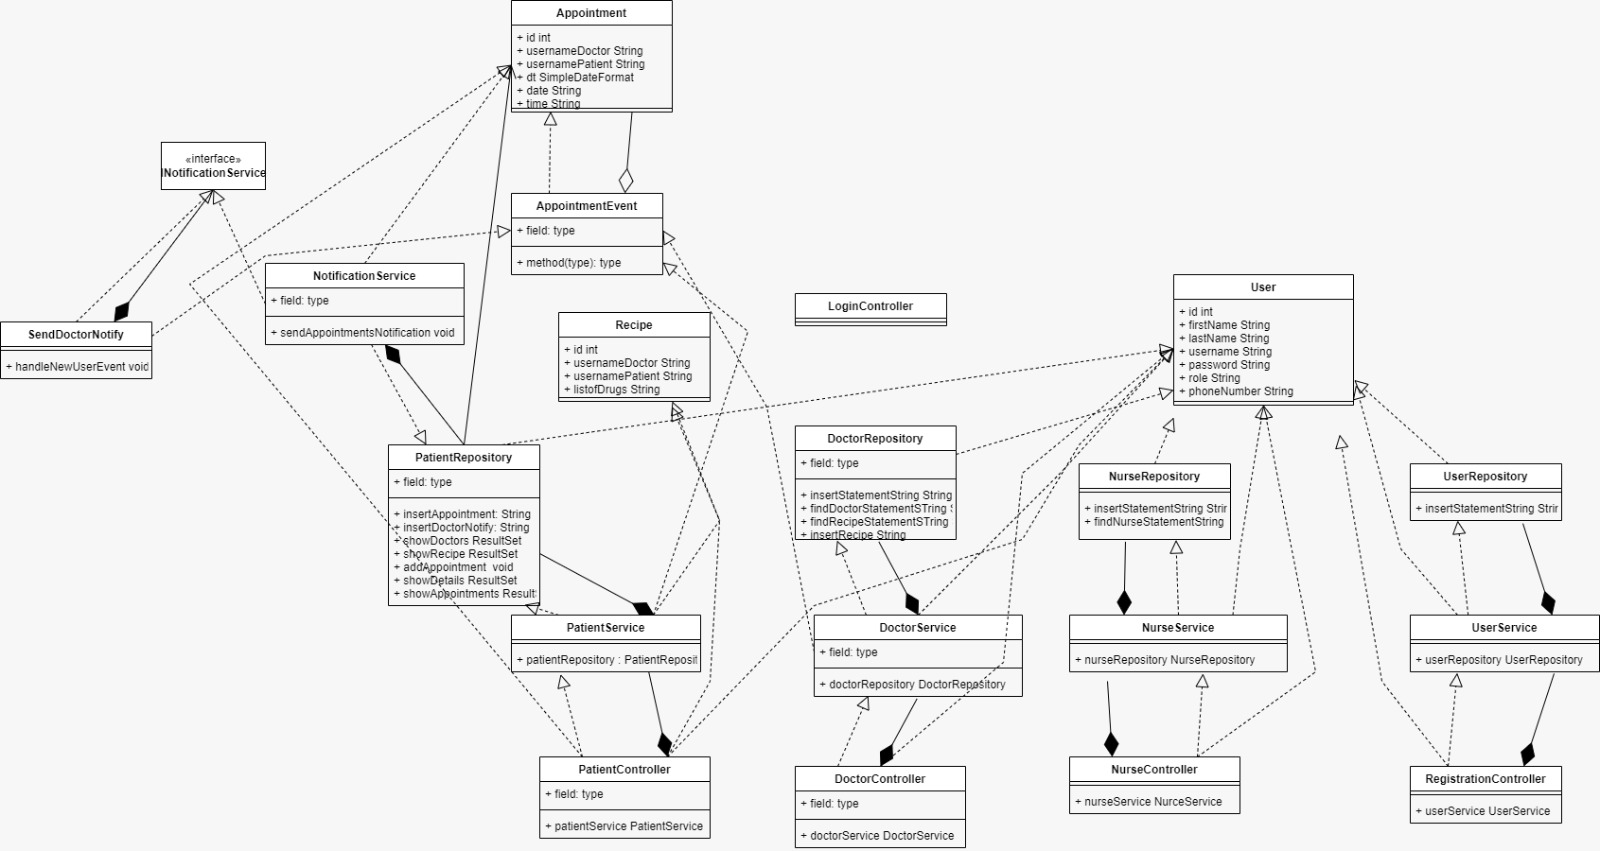 Appointment
+ id int
+ usernameDoctor String
+ usernamePatient String
+ dt SimpleDateFormat
+ date String
+ time String
«interface»
INotificationService
AppointmentEvent
+ field: type
+ method(type): type
NotificationService
+ field: type
+ sendAppointmentsNotification void
SendDoctorNotify
+ handleNewUserEvent void
Recipe
+ id int
+ usernameDoctor String
+ usernamePatient String
+ listofDrugs String
LoginController
User
+ id int
+ firstName String
+ lastName String
+ username String
+ password String
+ role String
+ phoneNumber String
PatientRepository
+ field: type
+ insertAppointment: String
+ insertDoctorNotify: String
+ showDoctors ResultSet
+ showRecipe ResultSet
+ addAppointment void
+ showDetails ResultSet
+ showAppointments Result
DoctorRepository
+ field: type
+ insertStatementString String
+ findDoctorStatementSTring S
+ findRecipeStatementSTring
+ insertRecipe String
NurseRepository
+ insertStatementString Strin
+ findNurseStatementString
UserRepository
+ insertStatementString Strin
PatientService
+ patientRepository : PatientReposit
DoctorService
+ field: type
+ doctorRepository DoctorRepository
NurseService
+ nurseRepository NurseRepository
UserService
+ userRepository UserRepository
PatientController
+ field: type
+ patientService PatientService
DoctorController
+ field: type
+ doctorService DoctorService
NurseController
+ nurseService NurceService
RegistrationController
+ userService UserService